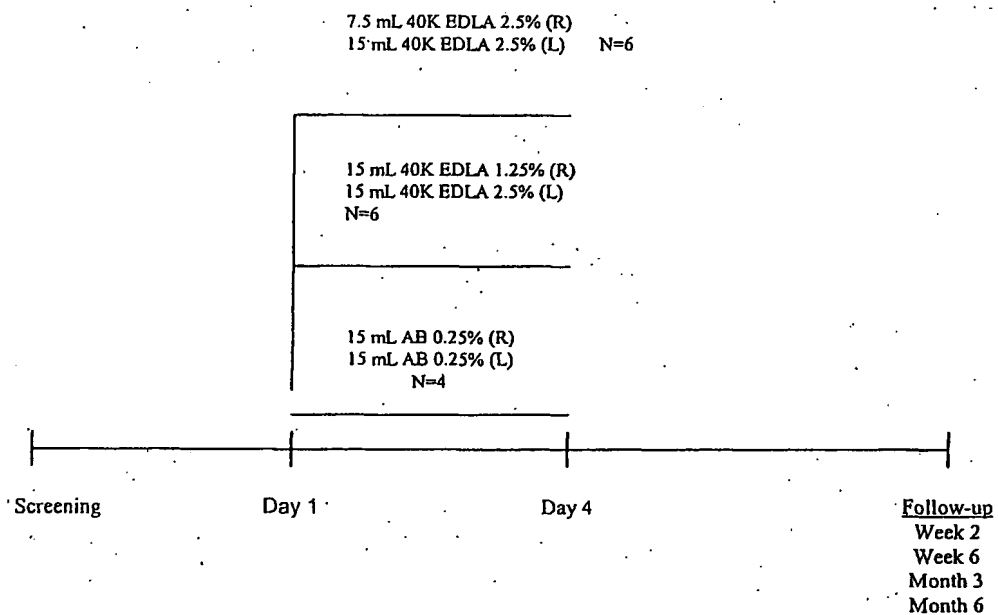 7.5 mL 40K EDLA 2.5% (R)
15 mL 40K EDLA 2.5% (L) N=6
15 mL 40K EDLA 1.25% (R)
15 mL 40K EDLA 2.5% (L)
N=6
15 mL AB 0.25% (R)
15 mL AB 0.25% (L)
N=4
Screening Day 1 Day 4 Follow-up
Week 2
Week 6
Month 3
Month 6